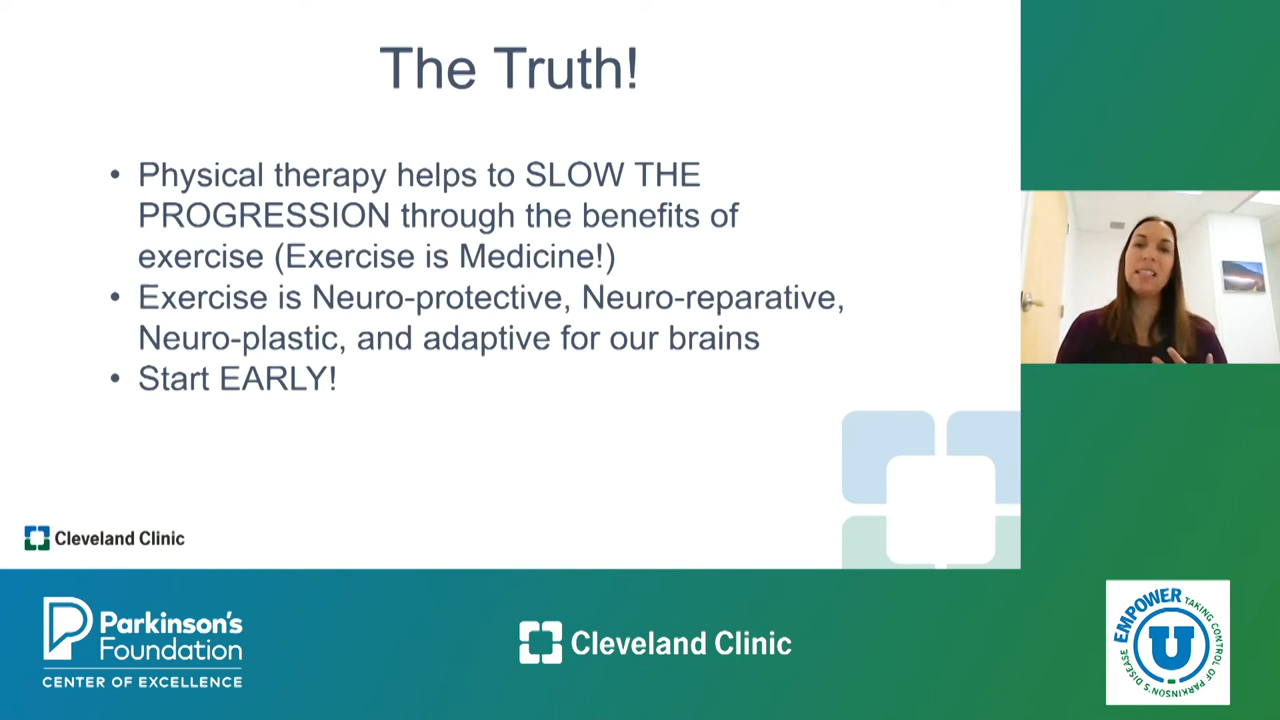 The Truth!
• Physical therapy helps to SLOW THE
PROGRESSION through the benefits of
exercise (Exercise is Medicine!)
• Exercise is Neuro-protective, Neuro-reparative,
Neuro-plastic, and adaptive for our brains
• Start EARLY!
Cleveland Clinic
Parkinson's
Foundation
CENTER OF EXCELLENCE
Cleveland Clinic
EMPOWER
U
TAKING CONTROL OF PARKINSON'S DISEASE